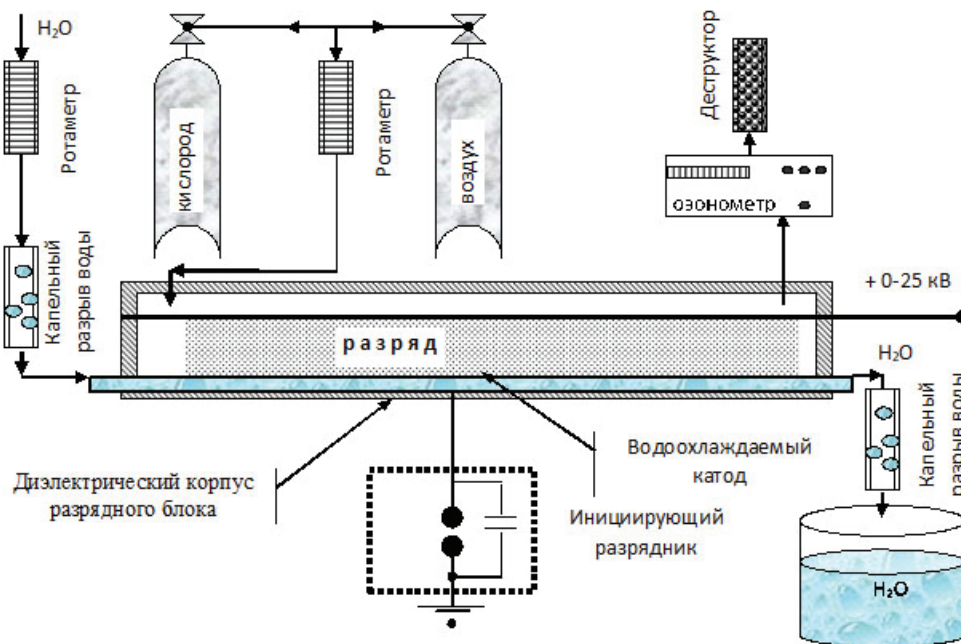 H₂O
Ротаметр
Капельный
разрыв воды
кислород
Ротаметр
воздух
Деструктор
озонометр
+ 0-25 кВ
разряд
H₂O
Капельный
разрыв воды
Водоохлаждаемый
катод
Диэлектрический корпус
разрядного блока
Инициирующий
разрядник
H₂O